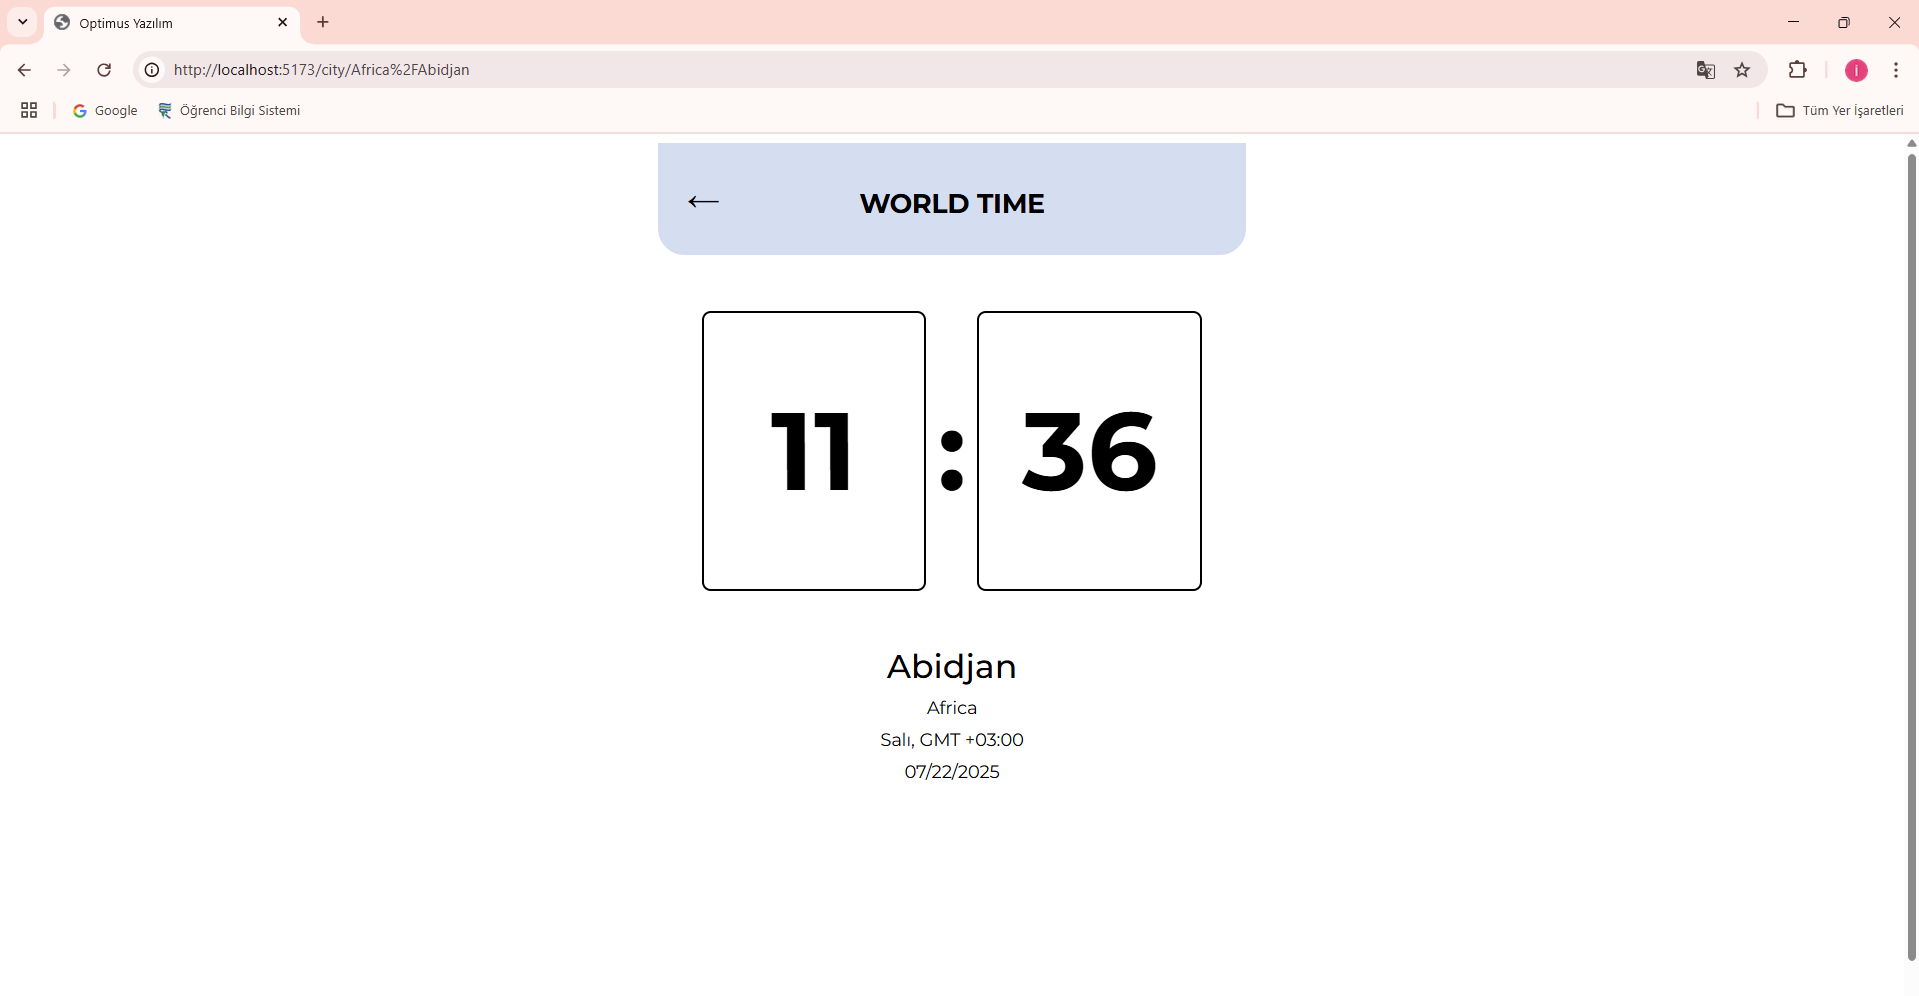 Optimus Yazılım
http://localhost:5173/city/Africa%2FAbidjan
i
Google
Öğrenci Bilgi Sistemi
Tüm Yer İşaretleri
WORLD TIME
11 : 36
Abidjan
Africa
Salı, GMT +03:00
07/22/2025